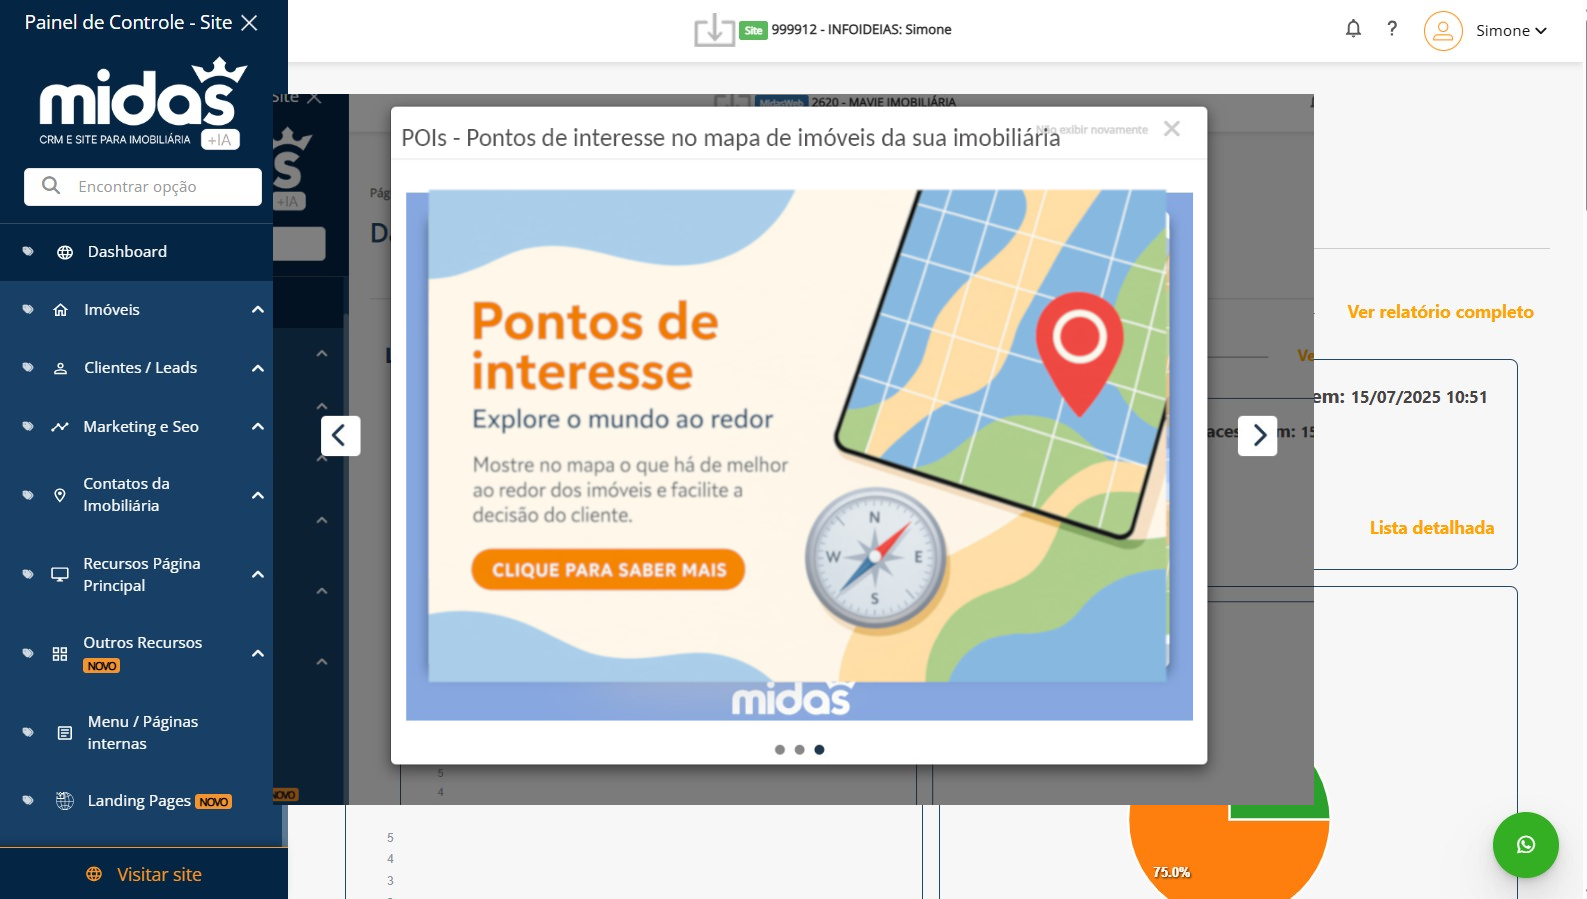 Painel de Controle - Site
midas
CRM E SITE PARA IMOBILIÁRIA +IA
Encontrar opção
Dashboard
Imóveis
Clientes / Leads
Marketing e Seo
Contatos da
Imobiliária
Recursos Página
Principal
Outros Recursos
NOVO
Menu / Páginas
internas
Landing Pages NOVO
Visitar site
Site 999912 - INFOIDEIAS: Simone
?
Simone
Site
MidasWeb 2620 - MAVIE IMOBILIÁRIA
+IA
Pág
POIs - Pontos de interesse no mapa de imóveis da sua imobiliária
Não exibir novamente
Pontos de
interesse
Explore o mundo ao redor
Mostre no mapa o que há de melhor
ao redor dos imóveis e facilite a
decisão do cliente.
CLIQUE PARA SABER MAIS
N
W E
S
midas
Ver relatório completo
Ve
em: 15/07/2025 10:51
aces
m: 15
Lista detalhada
5
4
5
4
3
75.0%